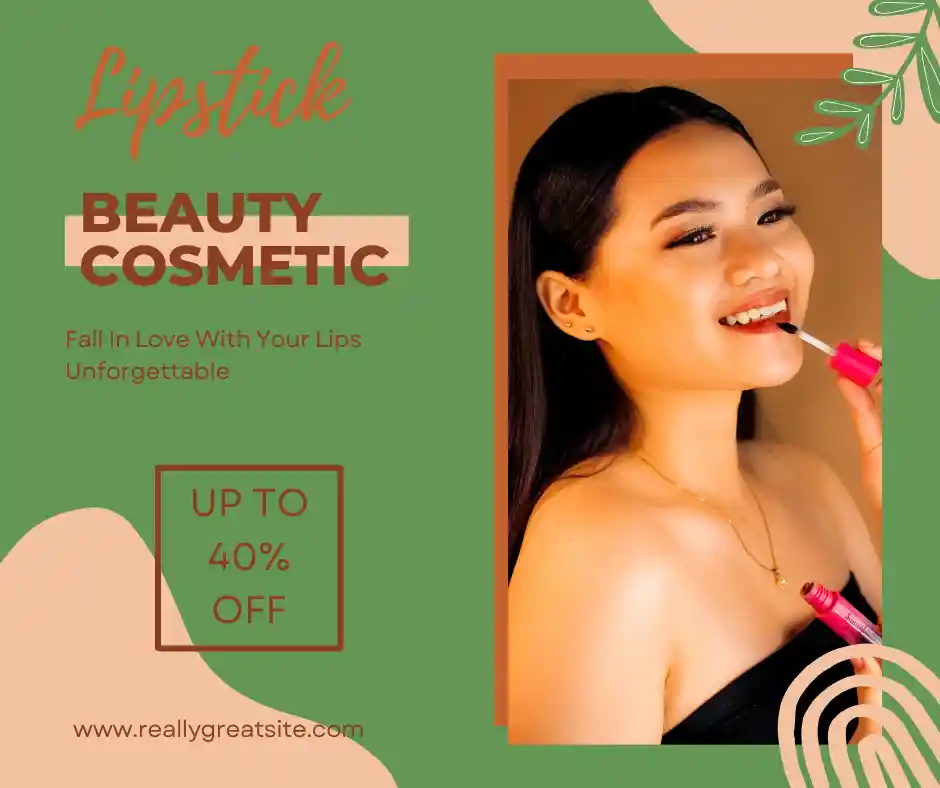 Lipstick
BEAUTY
COSMETIC
Fall In Love With Your Lips
Unforgettable
UP TO
40%
OFF
www.reallygreatsite.com